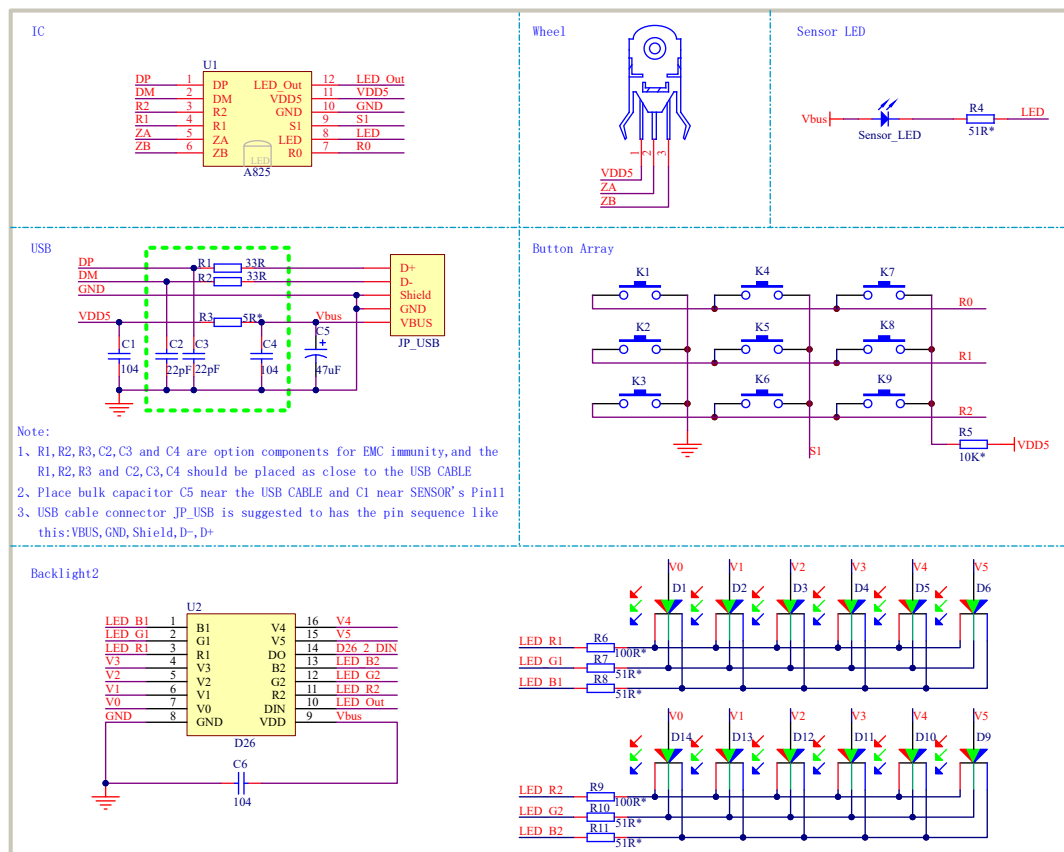 IC
U1
DP 1 DP LED_Out 12 LED_Out
DM 2 DM VDD5 11 VDD5
R2 3 R2 GND 10 GND
R1 4 R1 S1 9 S1
ZA 5 ZA LED 8 LED
ZB 6 ZB R0 7 R0
LED
A825
Wheel
1 2 3
VDD5
ZA
ZB
Sensor LED
Vbus
Sensor_LED
R4
51R*
LED
USB
DP R1 33R D+
DM R2 33R D-
GND Shield
GND
VDD5 R3 5R* Vbus VBUS
JP_USB
C1
104
C2
22pF
C3
22pF
C4
104
C5
+
47uF
Note:
1、R1,R2,R3,C2,C3 and C4 are option components for EMC immunity,and the
R1,R2,R3 and C2,C3,C4 should be placed as close to the USB CABLE
2、Place bulk capacitor C5 near the USB CABLE and C1 near SENSOR's Pin11
3、USB cable connector JP_USB is suggested to has the pin sequence like
this:VBUS,GND,Shield,D-,D+
Button Array
K1 K4 K7
R0
K2 K5 K8
R1
K3 K6 K9
R2
S1
R5
10K*
VDD5
Backlight2
U2
LED_B1 1 B1 V4 16 V4
LED_G1 2 G1 V5 15 V5
LED_R1 3 R1 DO 14 D26_2_DIN
V3 4 V3 B2 13 LED_B2
V2 5 V2 G2 12 LED_G2
V1 6 V1 R2 11 LED_R2
V0 7 V0 DIN 10 LED_Out
GND 8 GND VDD 9 Vbus
D26
C6
104
V0 V1 V2 V3 V4 V5
D1 D2 D3 D4 D5 D6
LED_R1 R6 100R*
LED_G1 R7 51R*
LED_B1 R8 51R*
V0 V1 V2 V3 V4 V5
D14 D13 D12 D11 D10 D9
LED_R2 R9 100R*
LED_G2 R10 51R*
LED_B2 R11 51R*